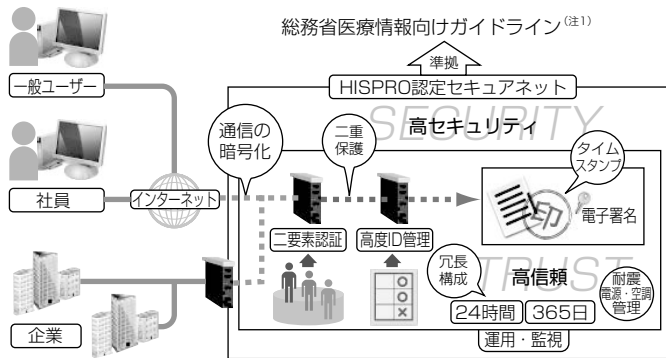 総務省医療情報向けガイドライン(注1)
準拠
HISPRO認定セキュアネット
一般ユーザー
SECURITY
高セキュリティ
通信の
暗号化
二重
保護
タイム
スタンプ
社員
インターネット
印
電子署名
二要素認証
高度ID管理
TRUST
高信頼
冗長
構成
耐震
電源・空調
管理
24時間
365日
運用・監視
企業